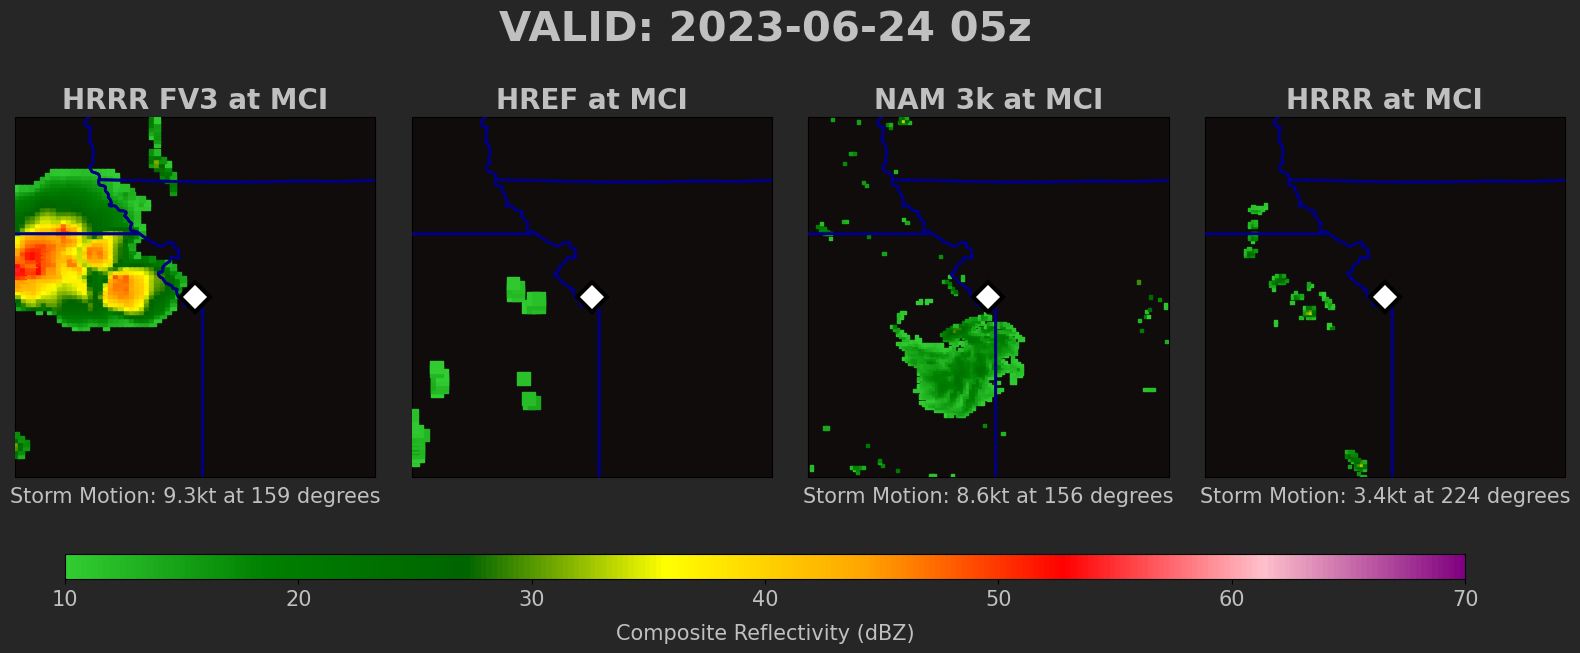 VALID: 2023-06-24 05z
HRRR FV3 at MCI
HREF at MCI
NAM 3k at MCI
HRRR at MCI
Storm Motion: 9.3kt at 159 degrees
Storm Motion: 8.6kt at 156 degrees
Storm Motion: 3.4kt at 224 degrees
10 20 30 40 50 60 70
Composite Reflectivity (dBZ)